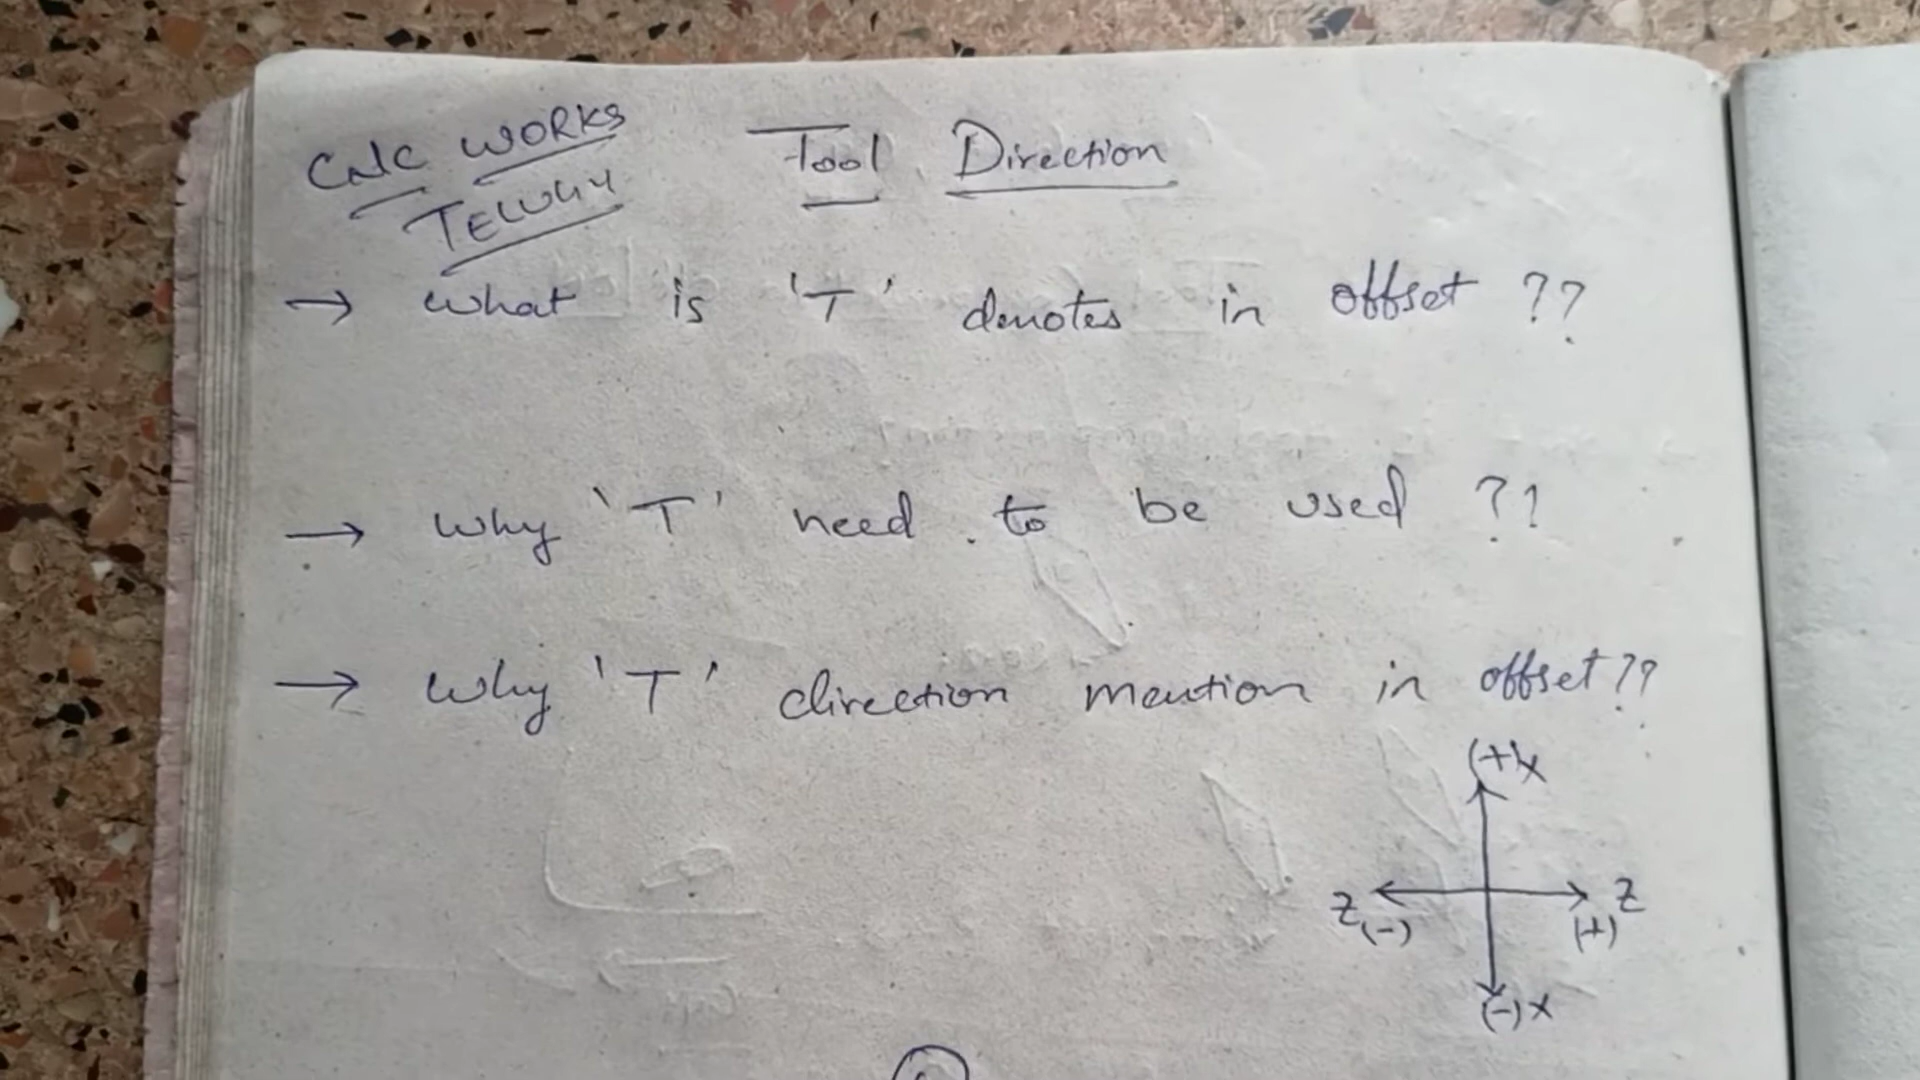 CNC WORKS
TELUGU
Tool Direction
→ What is 'T' denotes in offset ??
→ Why 'T' need to be used ??
→ Why 'T' direction mention in offset??
(+)X
Z Z
(-) (+)
(-)X